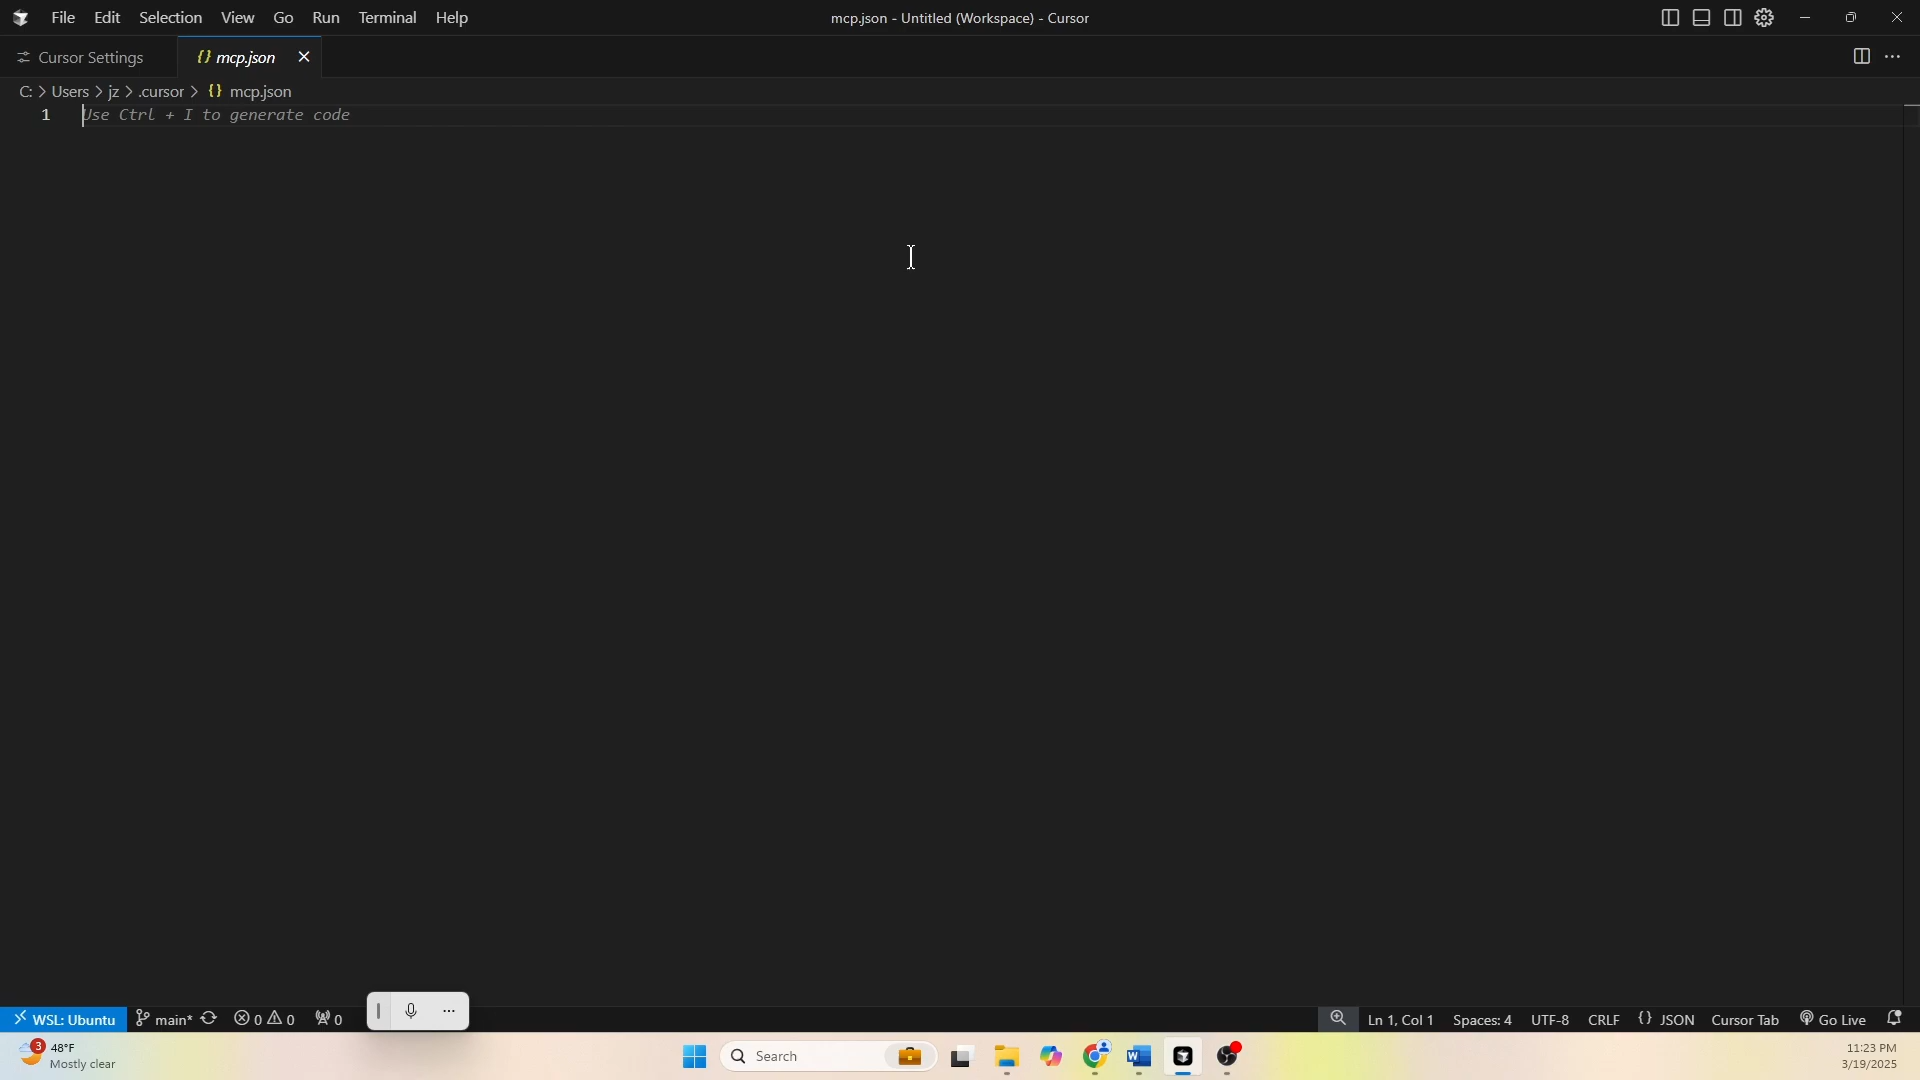 File Edit Selection View Go Run Terminal Help
mcp.json - Untitled (Workspace) - Cursor
Cursor Settings
{} mcp.json
C: > Users > jz > .cursor > {} mcp.json
1 Use Ctrl + I to generate code
WSL: Ubuntu main* 0 0 0
Ln 1, Col 1 Spaces: 4 UTF-8 CRLF {} JSON Cursor Tab Go Live
3 48°F
Mostly clear
Search
11:23 PM
3/19/2025